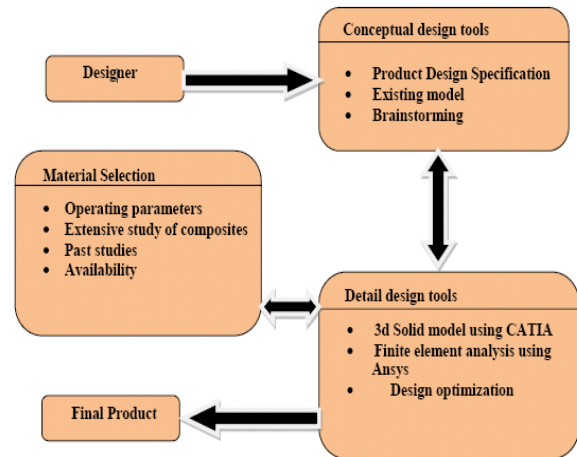 Designer
Conceptual design tools
• Product Design Specification
• Existing model
• Brainstorming
Material Selection
• Operating parameters
• Extensive study of composites
• Past studies
• Availability
Detail design tools
• 3d Solid model using CATIA
• Finite element analysis using
Ansys
• Design optimization
Final Product